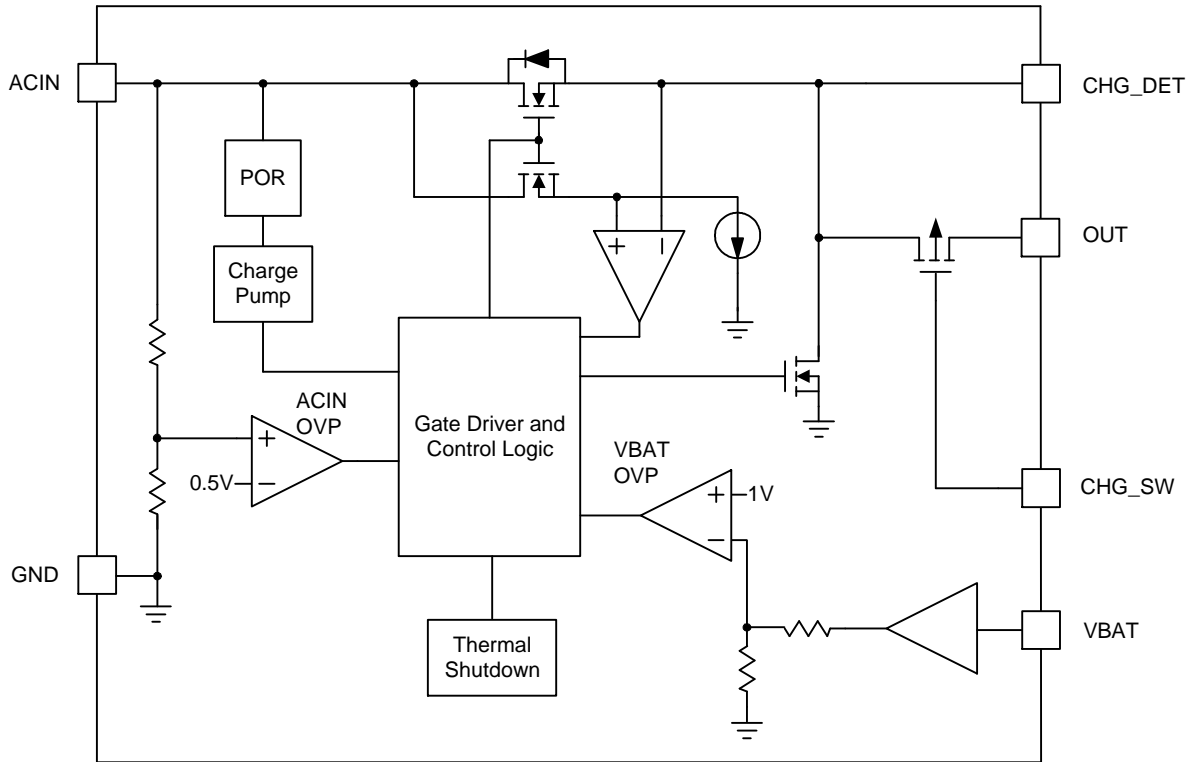 ACIN
CHG_DET
POR
Charge
Pump
OUT
+
−
ACIN
OVP
+
0.5V
−
Gate Driver and
Control Logic
VBAT
OVP
+
1V
−
CHG_SW
GND
Thermal
Shutdown
VBAT